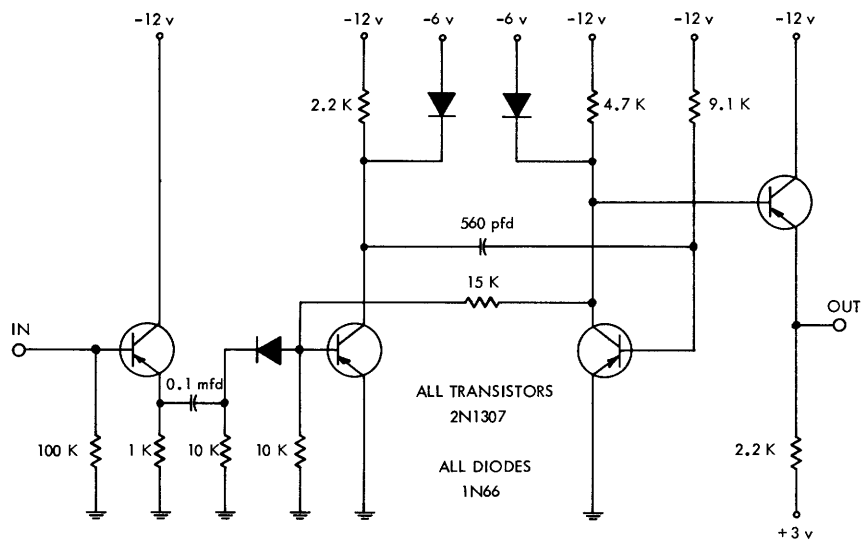 -12 v
-12 v
-6 v
-6 v
-12 v
-12 v
-12 v
2.2 K
4.7 K
9.1 K
560 pfd
15 K
IN
OUT
0.1 mfd
ALL TRANSISTORS
2N1307
100 K
1 K
10 K
10 K
2.2 K
ALL DIODES
1N66
+3 v